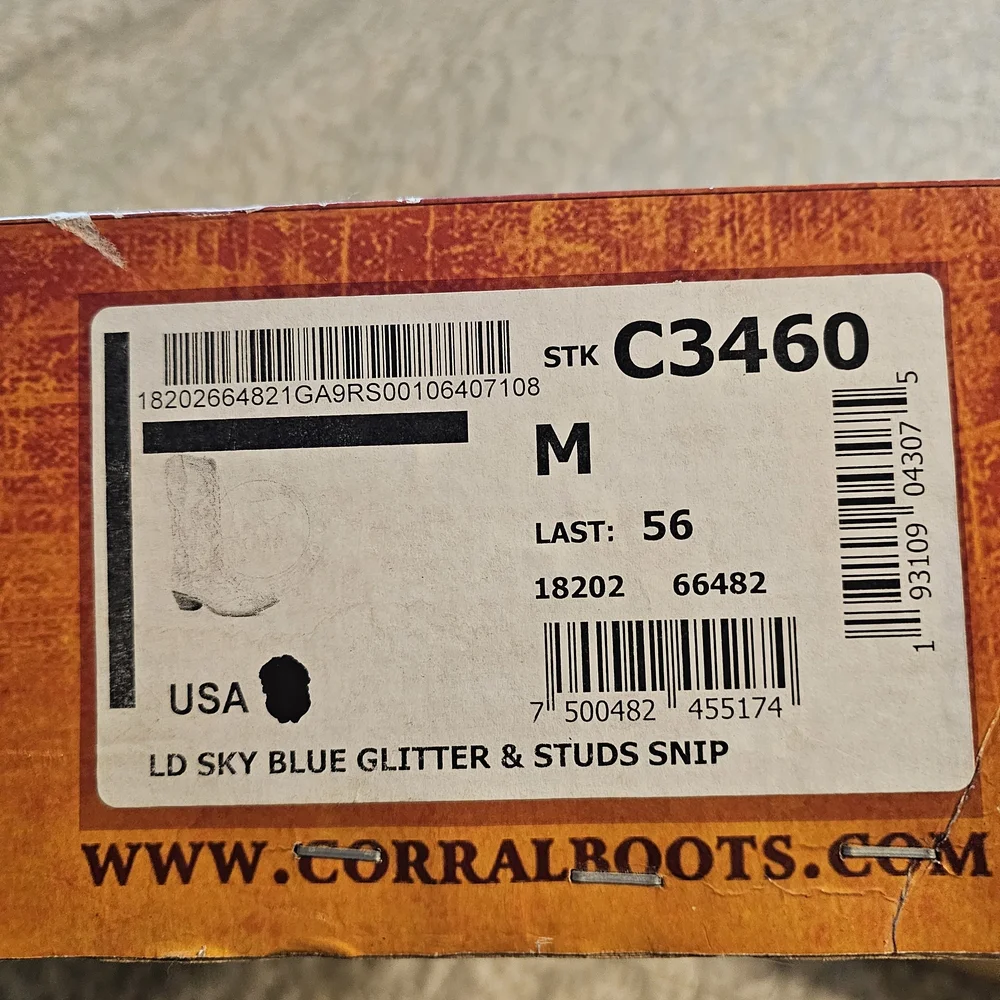 STK C3460
18202664821GA9RS00106407108
M
LAST: 56
18202 66482
7 500482 455174
1 93109 04307 5
USA
LD SKY BLUE GLITTER & STUDS SNIP
WWW.CORRALBOOTS.COM